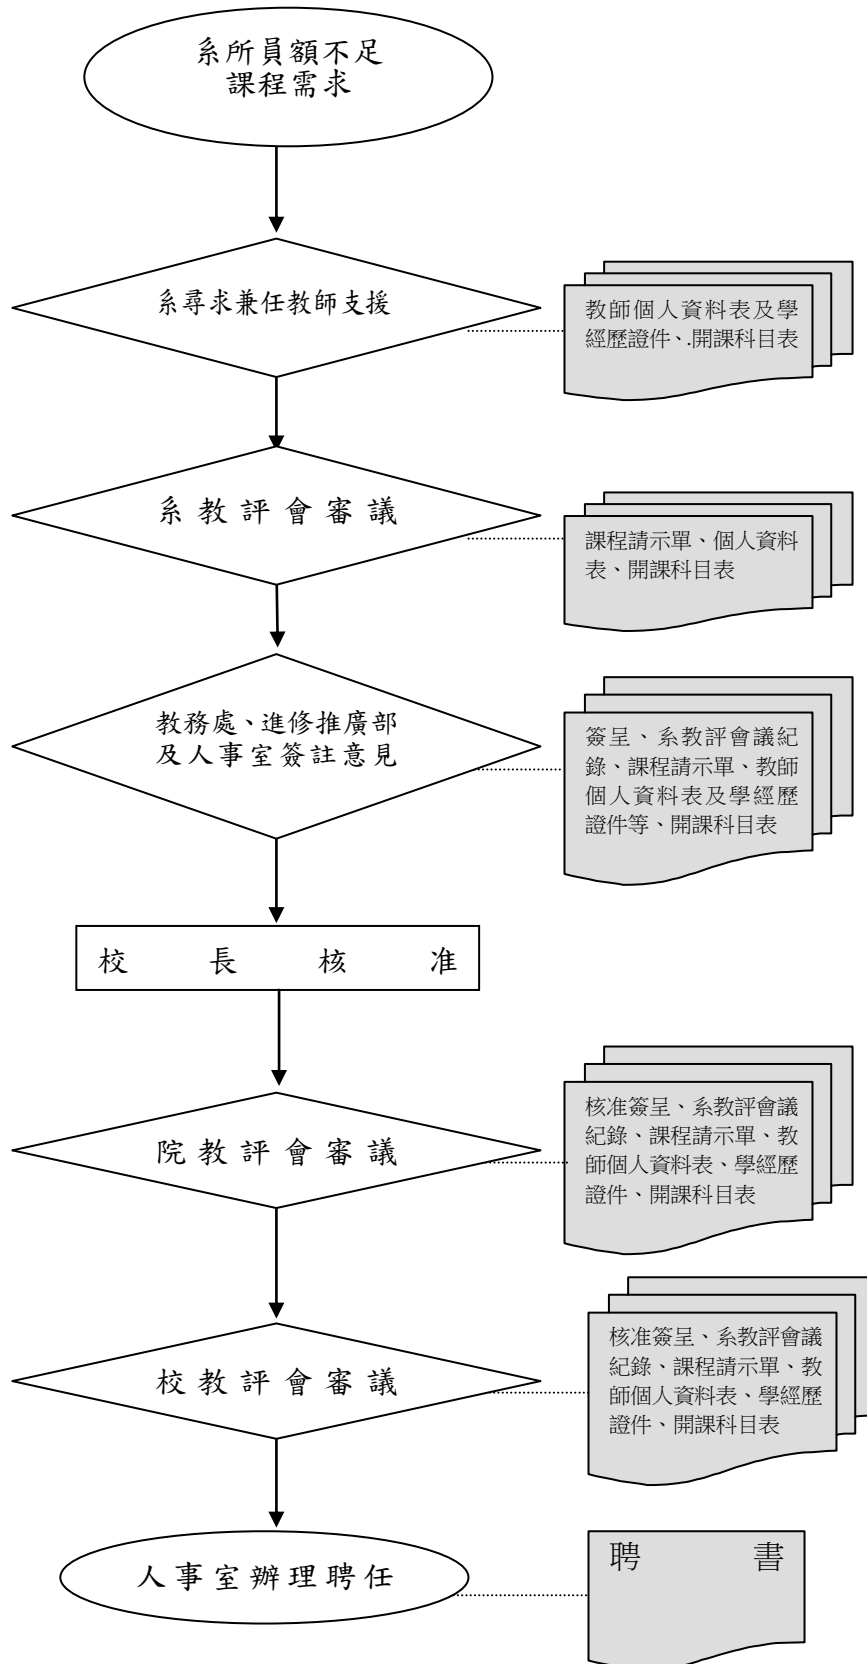 系所員額不足
課程需求
系尋求兼任教師支援
教師個人資料表及學
經歷證件、.開課科目表
系教評會審議
課程請示單、個人資料
表、開課科目表
教務處、進修推廣部
及人事室簽註意見
簽呈、系教評會議紀
錄、課程請示單、教師
個人資料表及學經歷
證件等、開課科目表
校長核准
院教評會審議
核准簽呈、系教評會議
紀錄、課程請示單、教
師個人資料表、學經歷
證件、開課科目表
校教評會審議
核准簽呈、系教評會議
紀錄、課程請示單、教
師個人資料表、學經歷
證件、開課科目表
人事室辦理聘任
聘書